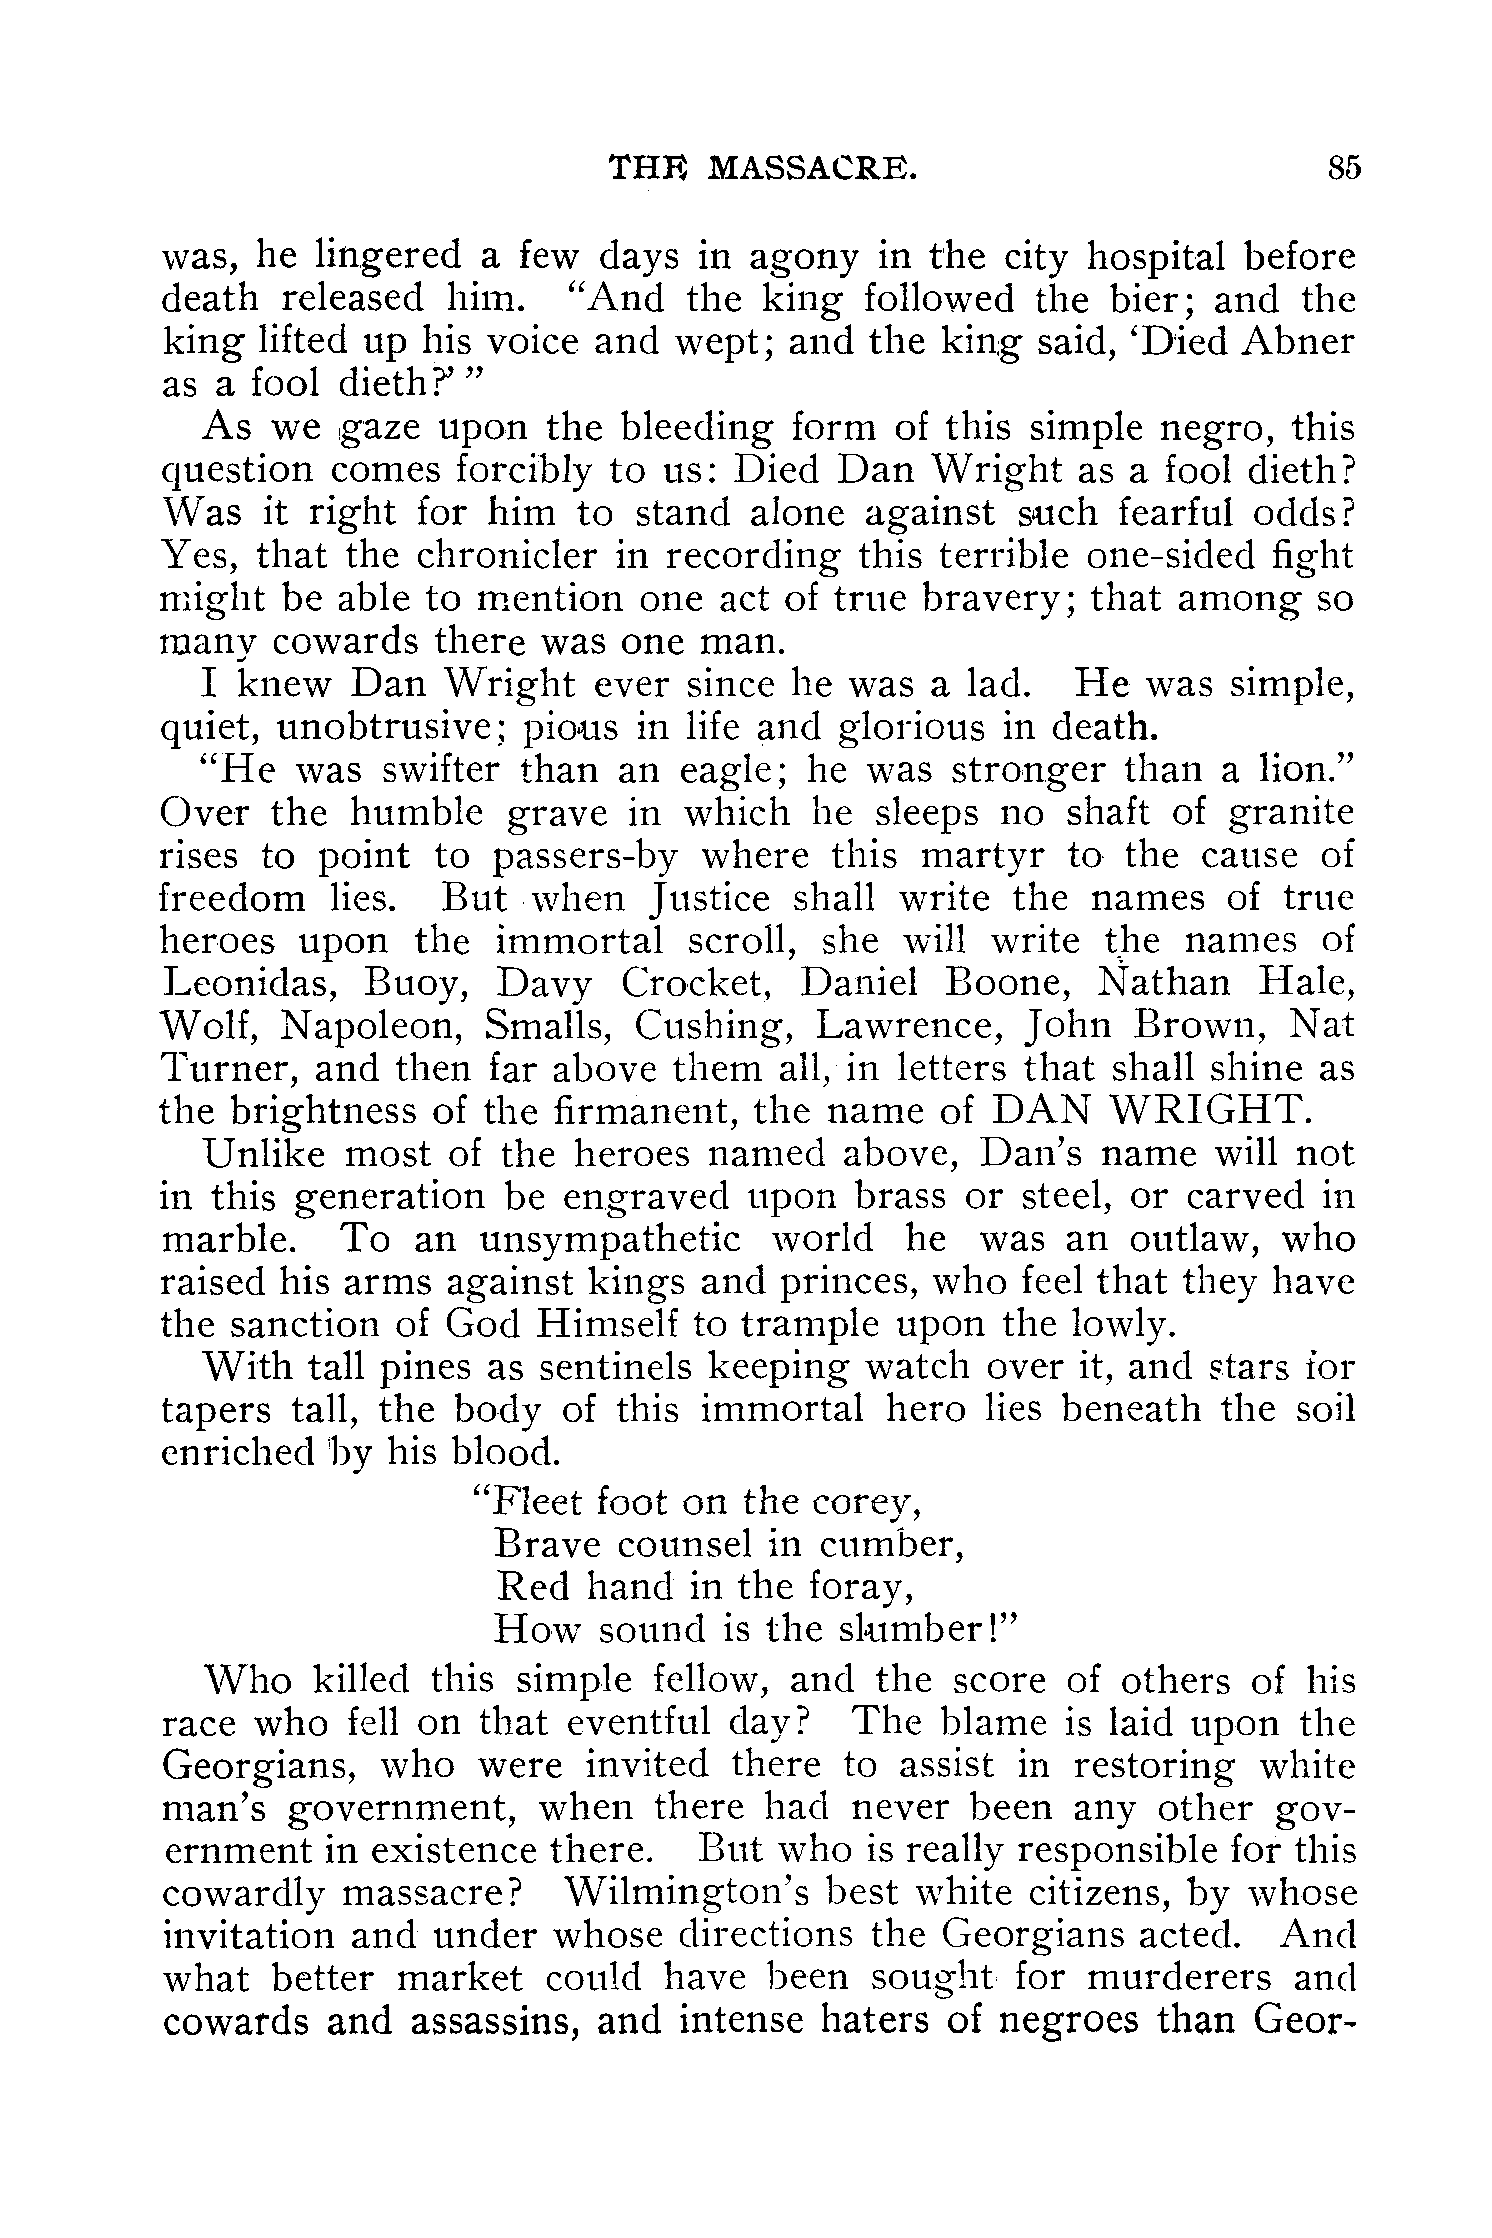 THE MASSACRE. 85
was, he lingered a few days in agony in the city hospital before
death released him. “And the king followed the bier; and the
king lifted up his voice and wept; and the king said, ‘Died Abner
as a fool dieth?’ ”
As we gaze upon the bleeding form of this simple negro, this
question comes forcibly to us: Died Dan Wright as a fool dieth?
Was it right for him to stand alone against such fearful odds?
Yes, that the chronicler in recording this terrible one-sided fight
might be able to mention one act of true bravery; that among so
many cowards there was one man.
I knew Dan Wright ever since he was a lad. He was simple,
quiet, unobtrusive; pious in life and glorious in death.
“He was swifter than an eagle; he was stronger than a lion.”
Over the humble grave in which he sleeps no shaft of granite
rises to point to passers-by where this martyr to the cause of
freedom lies. But when Justice shall write the names of true
heroes upon the immortal scroll, she will write the names of
Leonidas, Buoy, Davy Crocket, Daniel Boone, Nathan Hale,
Wolf, Napoleon, Smalls, Cushing, Lawrence, John Brown, Nat
Turner, and then far above them all, in letters that shall shine as
the brightness of the firmanent, the name of DAN WRIGHT.
Unlike most of the heroes named above, Dan’s name will not
in this generation be engraved upon brass or steel, or carved in
marble. To an unsympathetic world he was an outlaw, who
raised his arms against kings and princes, who feel that they have
the sanction of God Himself to trample upon the lowly.
With tall pines as sentinels keeping watch over it, and stars for
tapers tall, the body of this immortal hero lies beneath the soil
enriched by his blood.
“Fleet foot on the corey,
Brave counsel in cumber,
Red hand in the foray,
How sound is the slumber!”
Who killed this simple fellow, and the score of others of his
race who fell on that eventful day? The blame is laid upon the
Georgians, who were invited there to assist in restoring white
man’s government, when there had never been any other gov-
ernment in existence there. But who is really responsible for this
cowardly massacre? Wilmington’s best white citizens, by whose
invitation and under whose directions the Georgians acted. And
what better market could have been sought for murderers and
cowards and assassins, and intense haters of negroes than Geor-